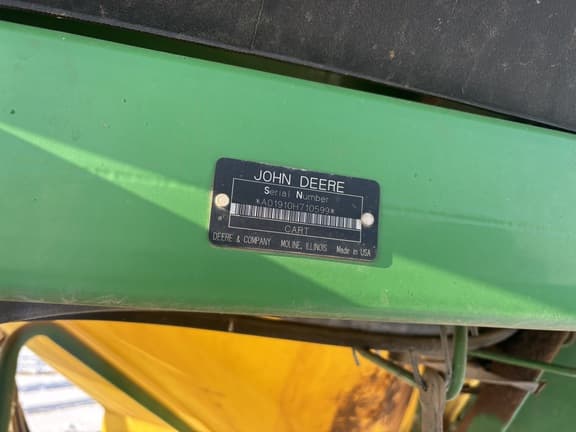 JOHN DEERE
Serial Number
*A01910H710599*
CART
DEERE & COMPANY MOLINE, ILLINOIS Made in USA